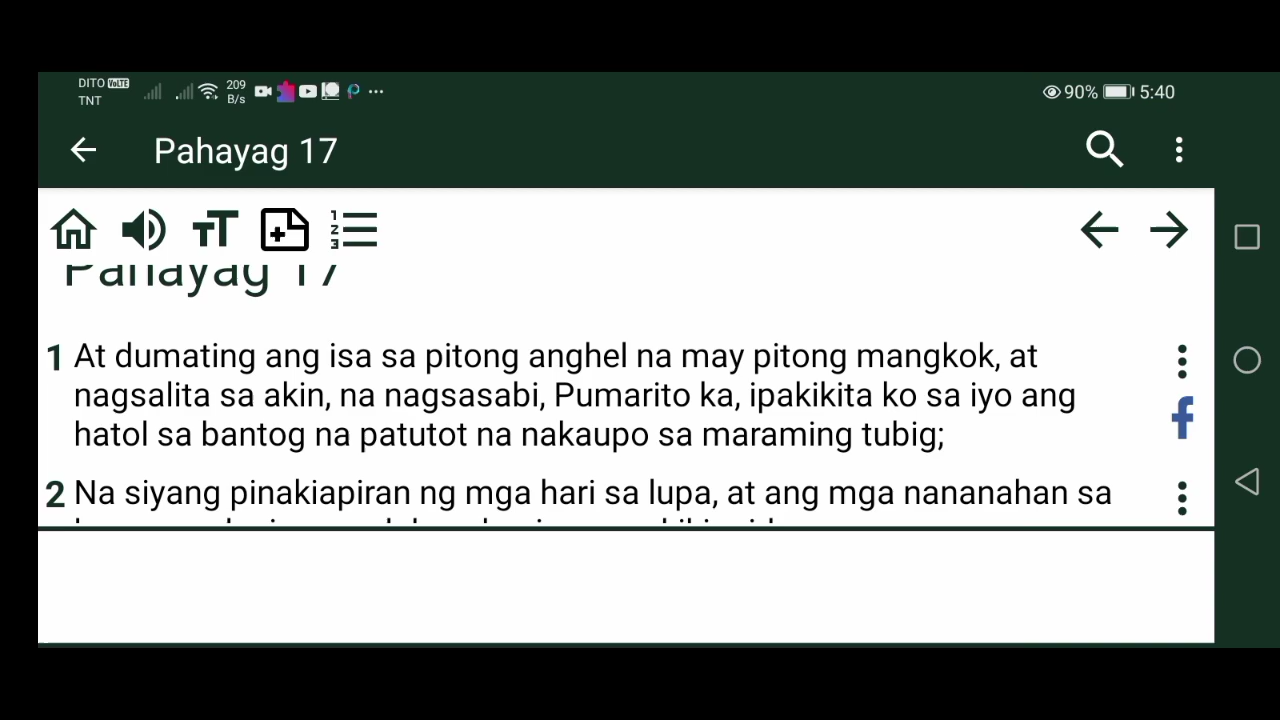 DITO VoLTE
TNT
209
B/s
90%
5:40
Pahayag 17
Pahayag 17
1 At dumating ang isa sa pitong anghel na may pitong mangkok, at
nagsalita sa akin, na nagsasabi, Pumarito ka, ipakikita ko sa iyo ang
hatol sa bantog na patutot na nakaupo sa maraming tubig;
2 Na siyang pinakiapiran ng mga hari sa lupa, at ang mga nananahan sa